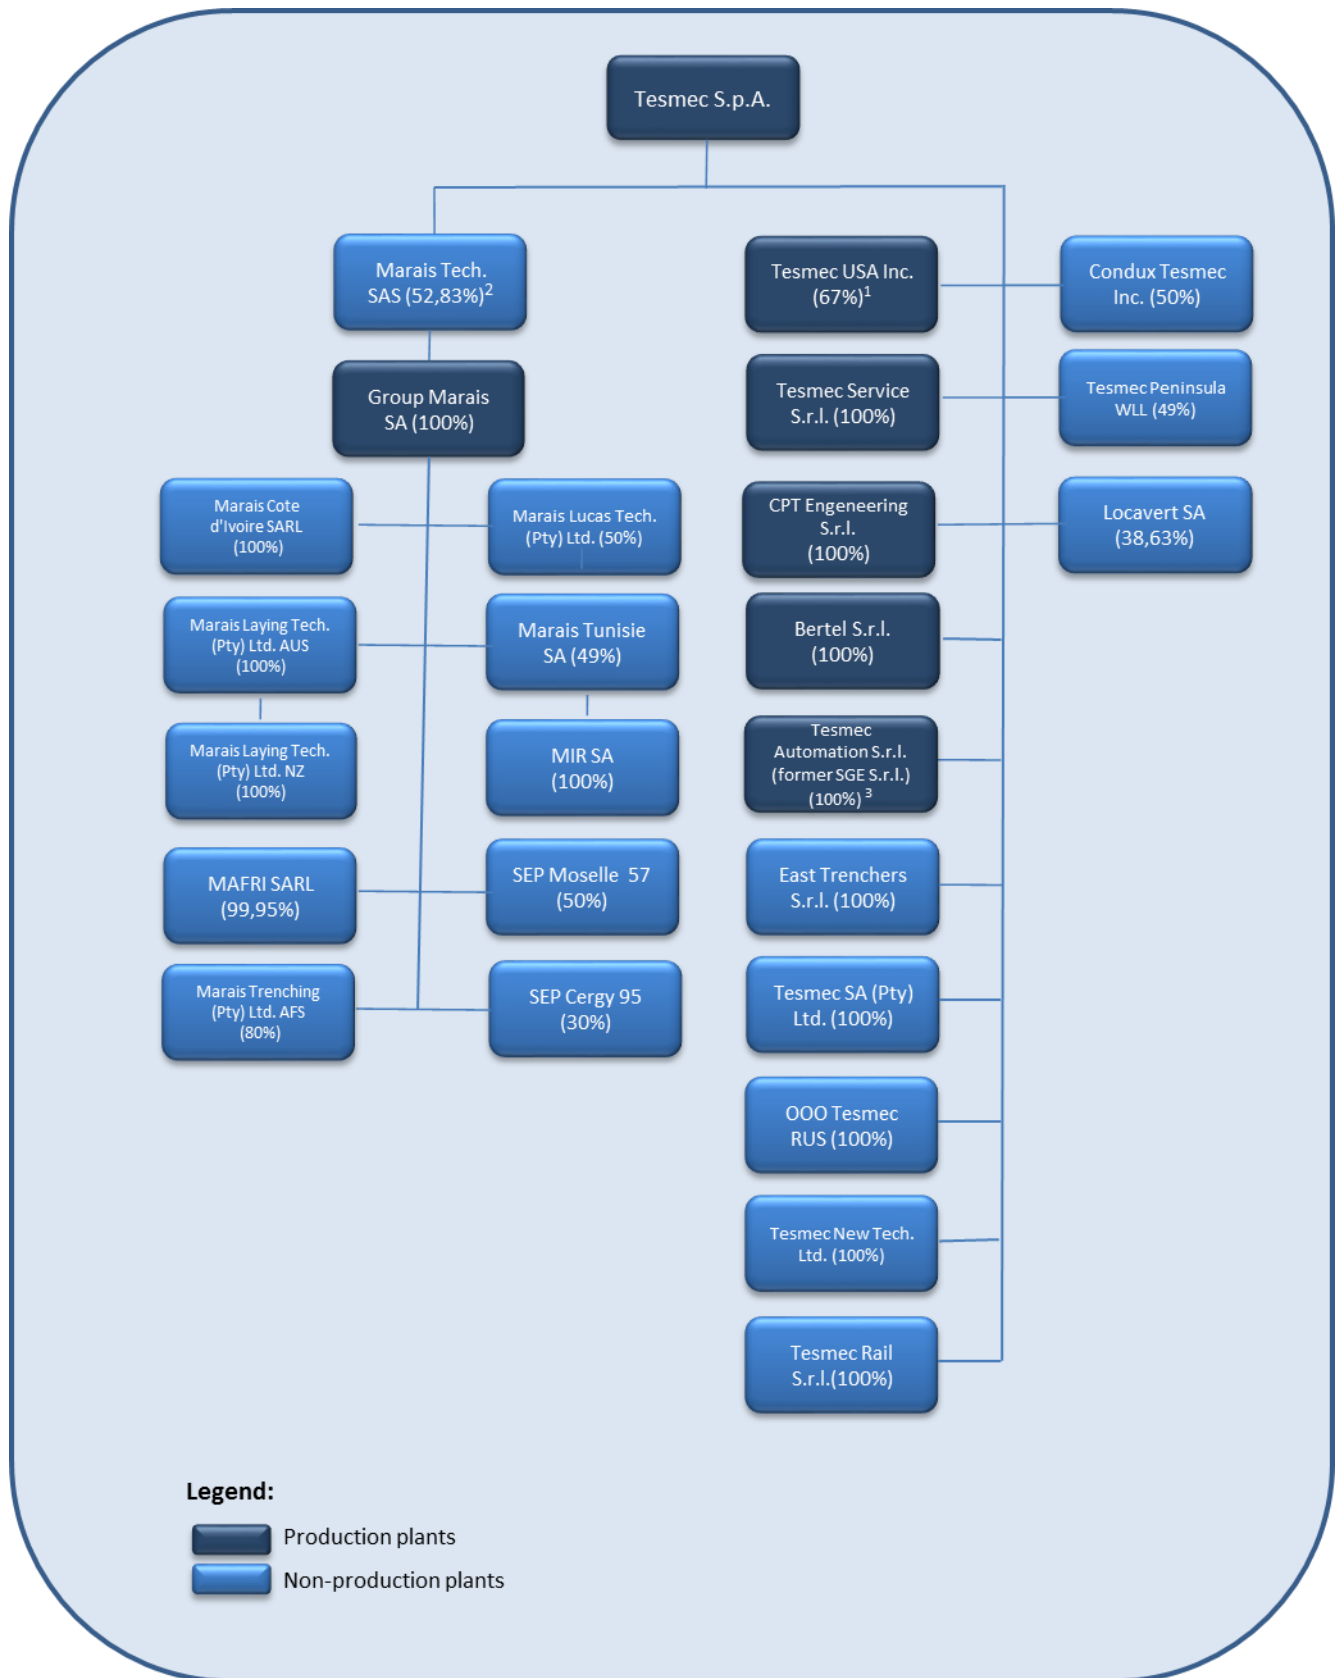 Tesmec S.p.A.
Marais Tech.
SAS (52,83%)2
Group Marais
SA (100%)
Marais Cote
d'Ivoire SARL
(100%)
Marais Lucas Tech.
(Pty) Ltd. (50%)
Marais Laying Tech.
(Pty) Ltd. AUS
(100%)
Marais Tunisie
SA (49%)
Marais Laying Tech.
(Pty) Ltd. NZ
(100%)
MIR SA
(100%)
MAFRI SARL
(99,95%)
SEP Moselle 57
(50%)
Marais Trenching
(Pty) Ltd. AFS
(80%)
SEP Cergy 95
(30%)
Tesmec USA Inc.
(67%)1
Condux Tesmec
Inc. (50%)
Tesmec Service
S.r.l. (100%)
Tesmec Peninsula
WLL (49%)
CPT Engeneering
S.r.l.
(100%)
Locavert SA
(38,63%)
Bertel S.r.l.
(100%)
Tesmec
Automation S.r.l.
(former SGE S.r.l.)
(100%) 3
East Trenchers
S.r.l. (100%)
Tesmec SA (Pty)
Ltd. (100%)
OOO Tesmec
RUS (100%)
Tesmec New Tech.
Ltd. (100%)
Tesmec Rail
S.r.l.(100%)
Legend:
Production plants
Non-production plants